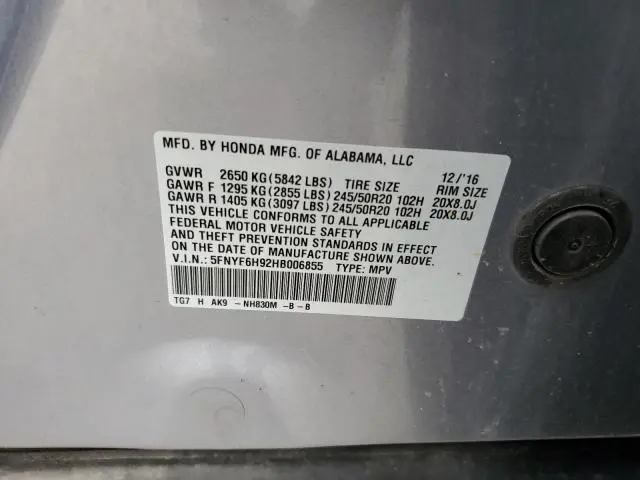 MFD. BY HONDA MFG. OF ALABAMA, LLC
12/'16
GVWR 2650 KG (5842 LBS) TIRE SIZE RIM SIZE
GAWR F 1295 KG (2855 LBS) 245/50R20 102H 20X8.0J
GAWR R 1405 KG (3097 LBS) 245/50R20 102H 20X8.0J
THIS VEHICLE CONFORMS TO ALL APPLICABLE
FEDERAL MOTOR VEHICLE SAFETY
AND THEFT PREVENTION STANDARDS IN EFFECT
ON THE DATE OF MANUFACTURE SHOWN ABOVE.
V.I.N.: 5FNYF6H92HB006855 TYPE: MPV
TG7 H AK9 -NH830M -B-B